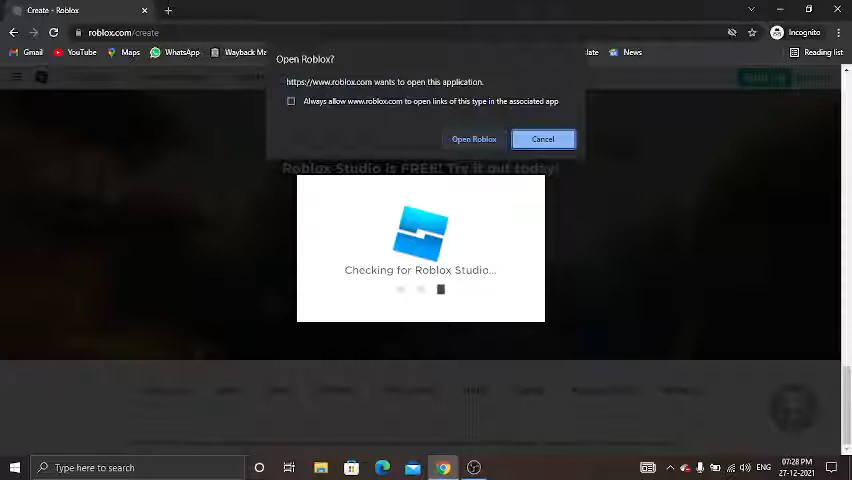 Create - Roblox
roblox.com/create
Incognito
Gmail
YouTube
Maps
WhatsApp
Wayback Ma
late
News
Reading list
Open Roblox?
https://www.roblox.com wants to open this application.
Always allow www.roblox.com to open links of this type in the associated app
Open Roblox
Cancel
Roblox Studio is FREE! Try it out today!
Checking for Roblox Studio...
Type here to search
ENG
07:28 PM
27-12-2021